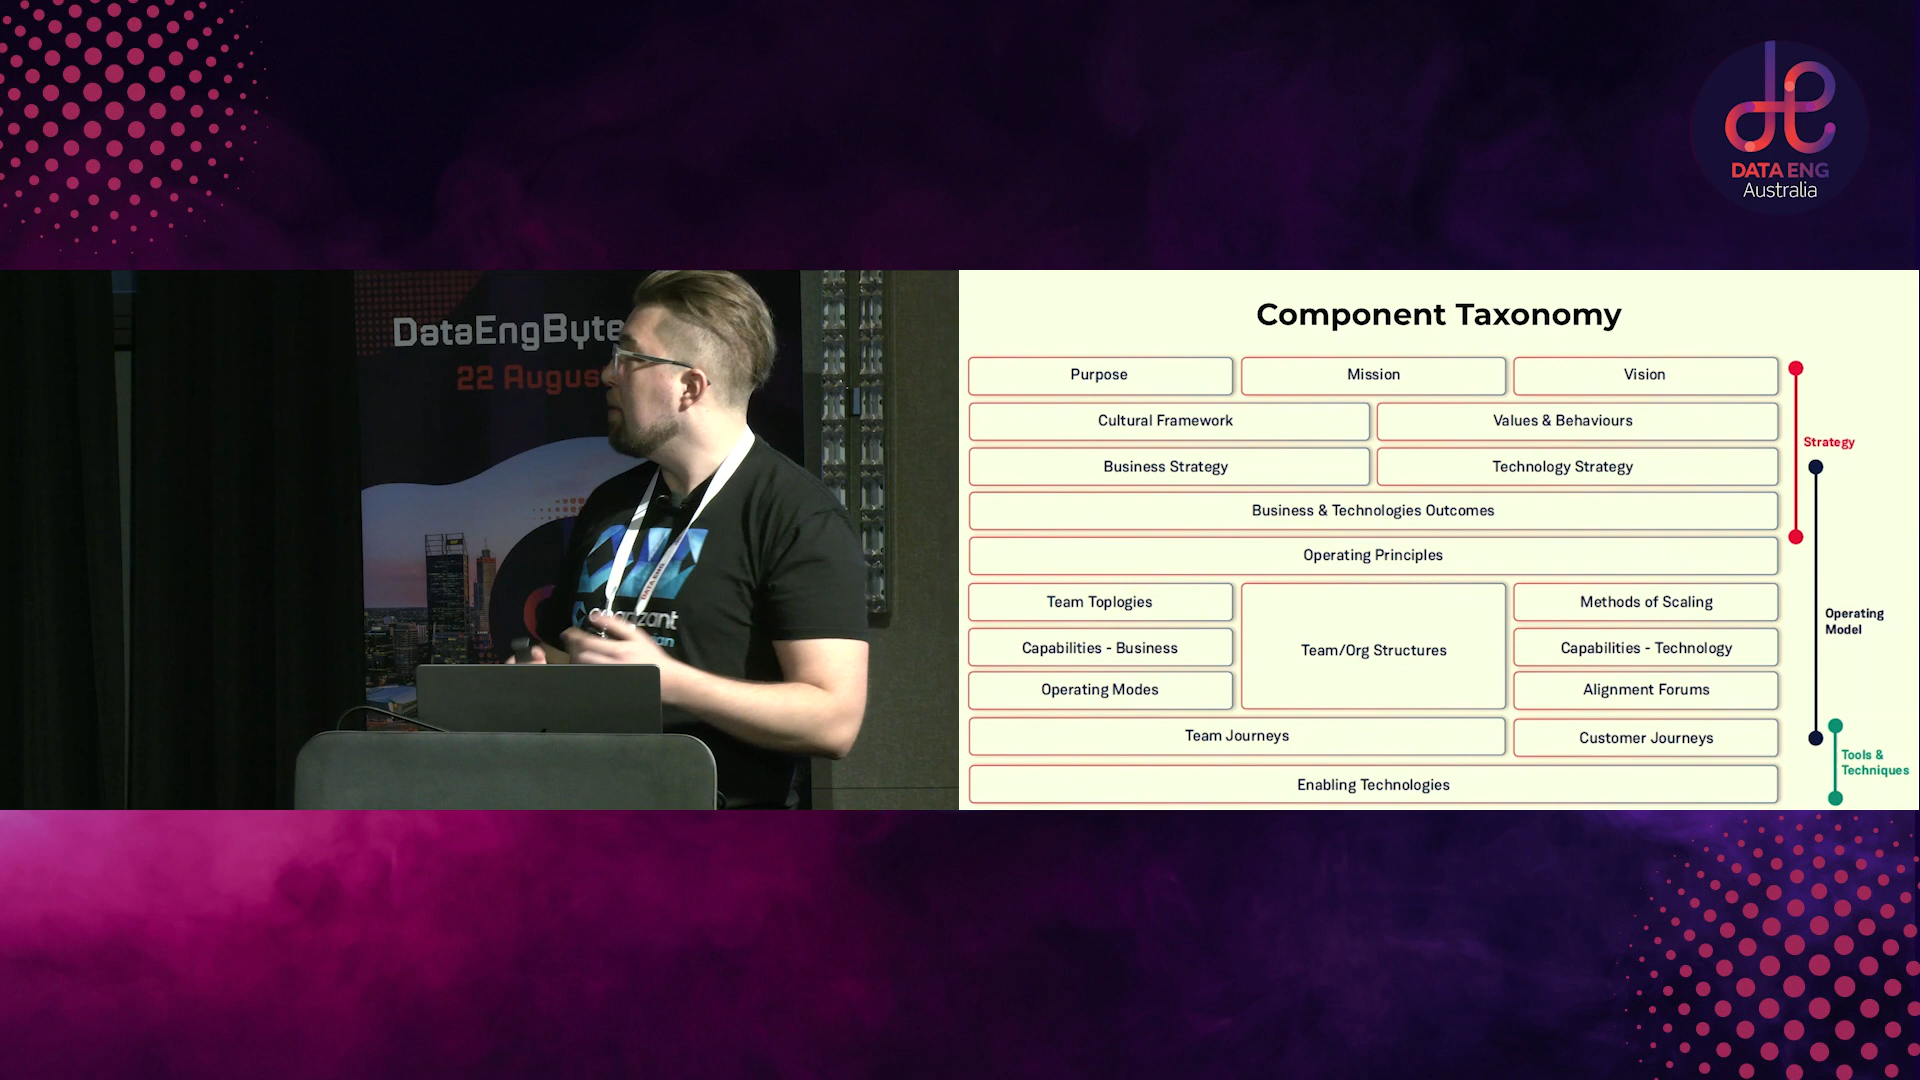 DATA ENG
Australia
DataEngByte
22 Augus
DATA ENG
Component Taxonomy
Purpose
Mission
Vision
Cultural Framework
Values & Behaviours
Business Strategy
Technology Strategy
Business & Technologies Outcomes
Operating Principles
Team Toplogies
Team/Org Structures
Methods of Scaling
Capabilities - Business
Capabilities - Technology
Operating Modes
Alignment Forums
Team Journeys
Customer Journeys
Enabling Technologies
Strategy
Operating
Model
Tools &
Techniques